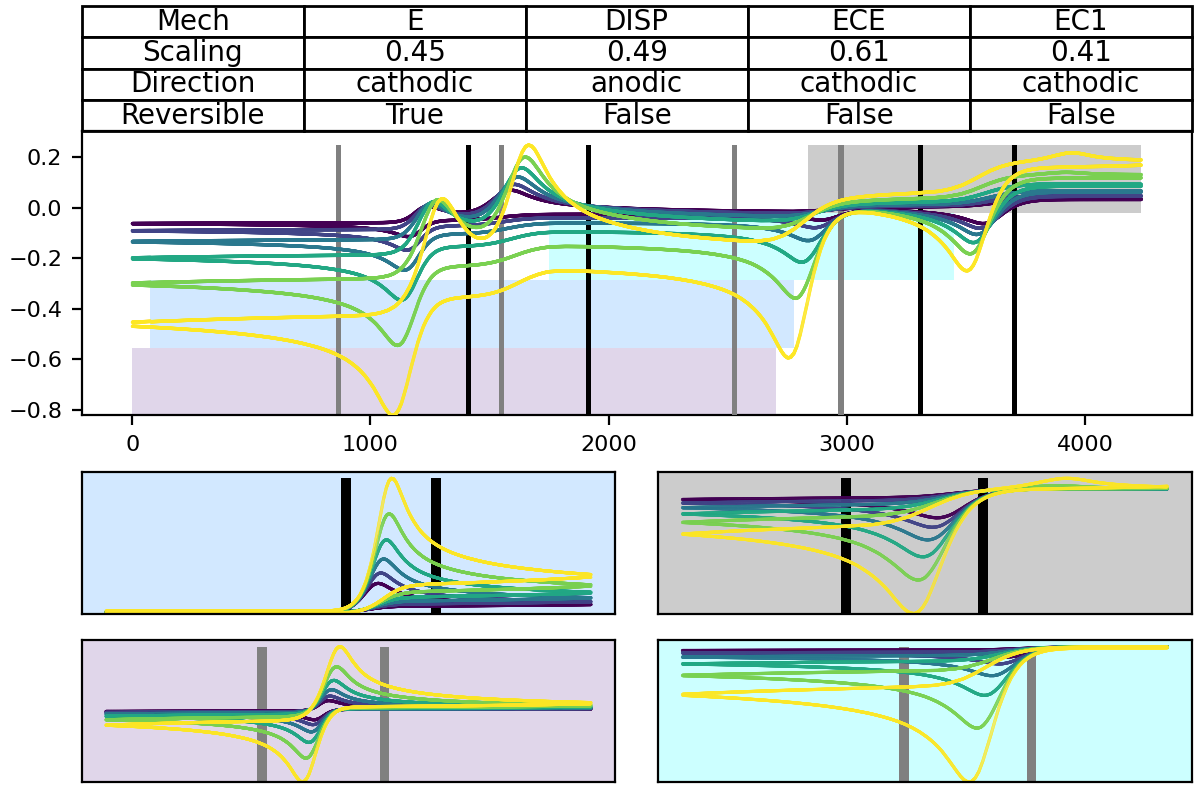 Mech E DISP ECE EC1
Scaling 0.45 0.49 0.61 0.41
Direction cathodic anodic cathodic cathodic
Reversible True False False False
0.2
0.0
−0.2
−0.4
−0.6
−0.8
0 1000 2000 3000 4000